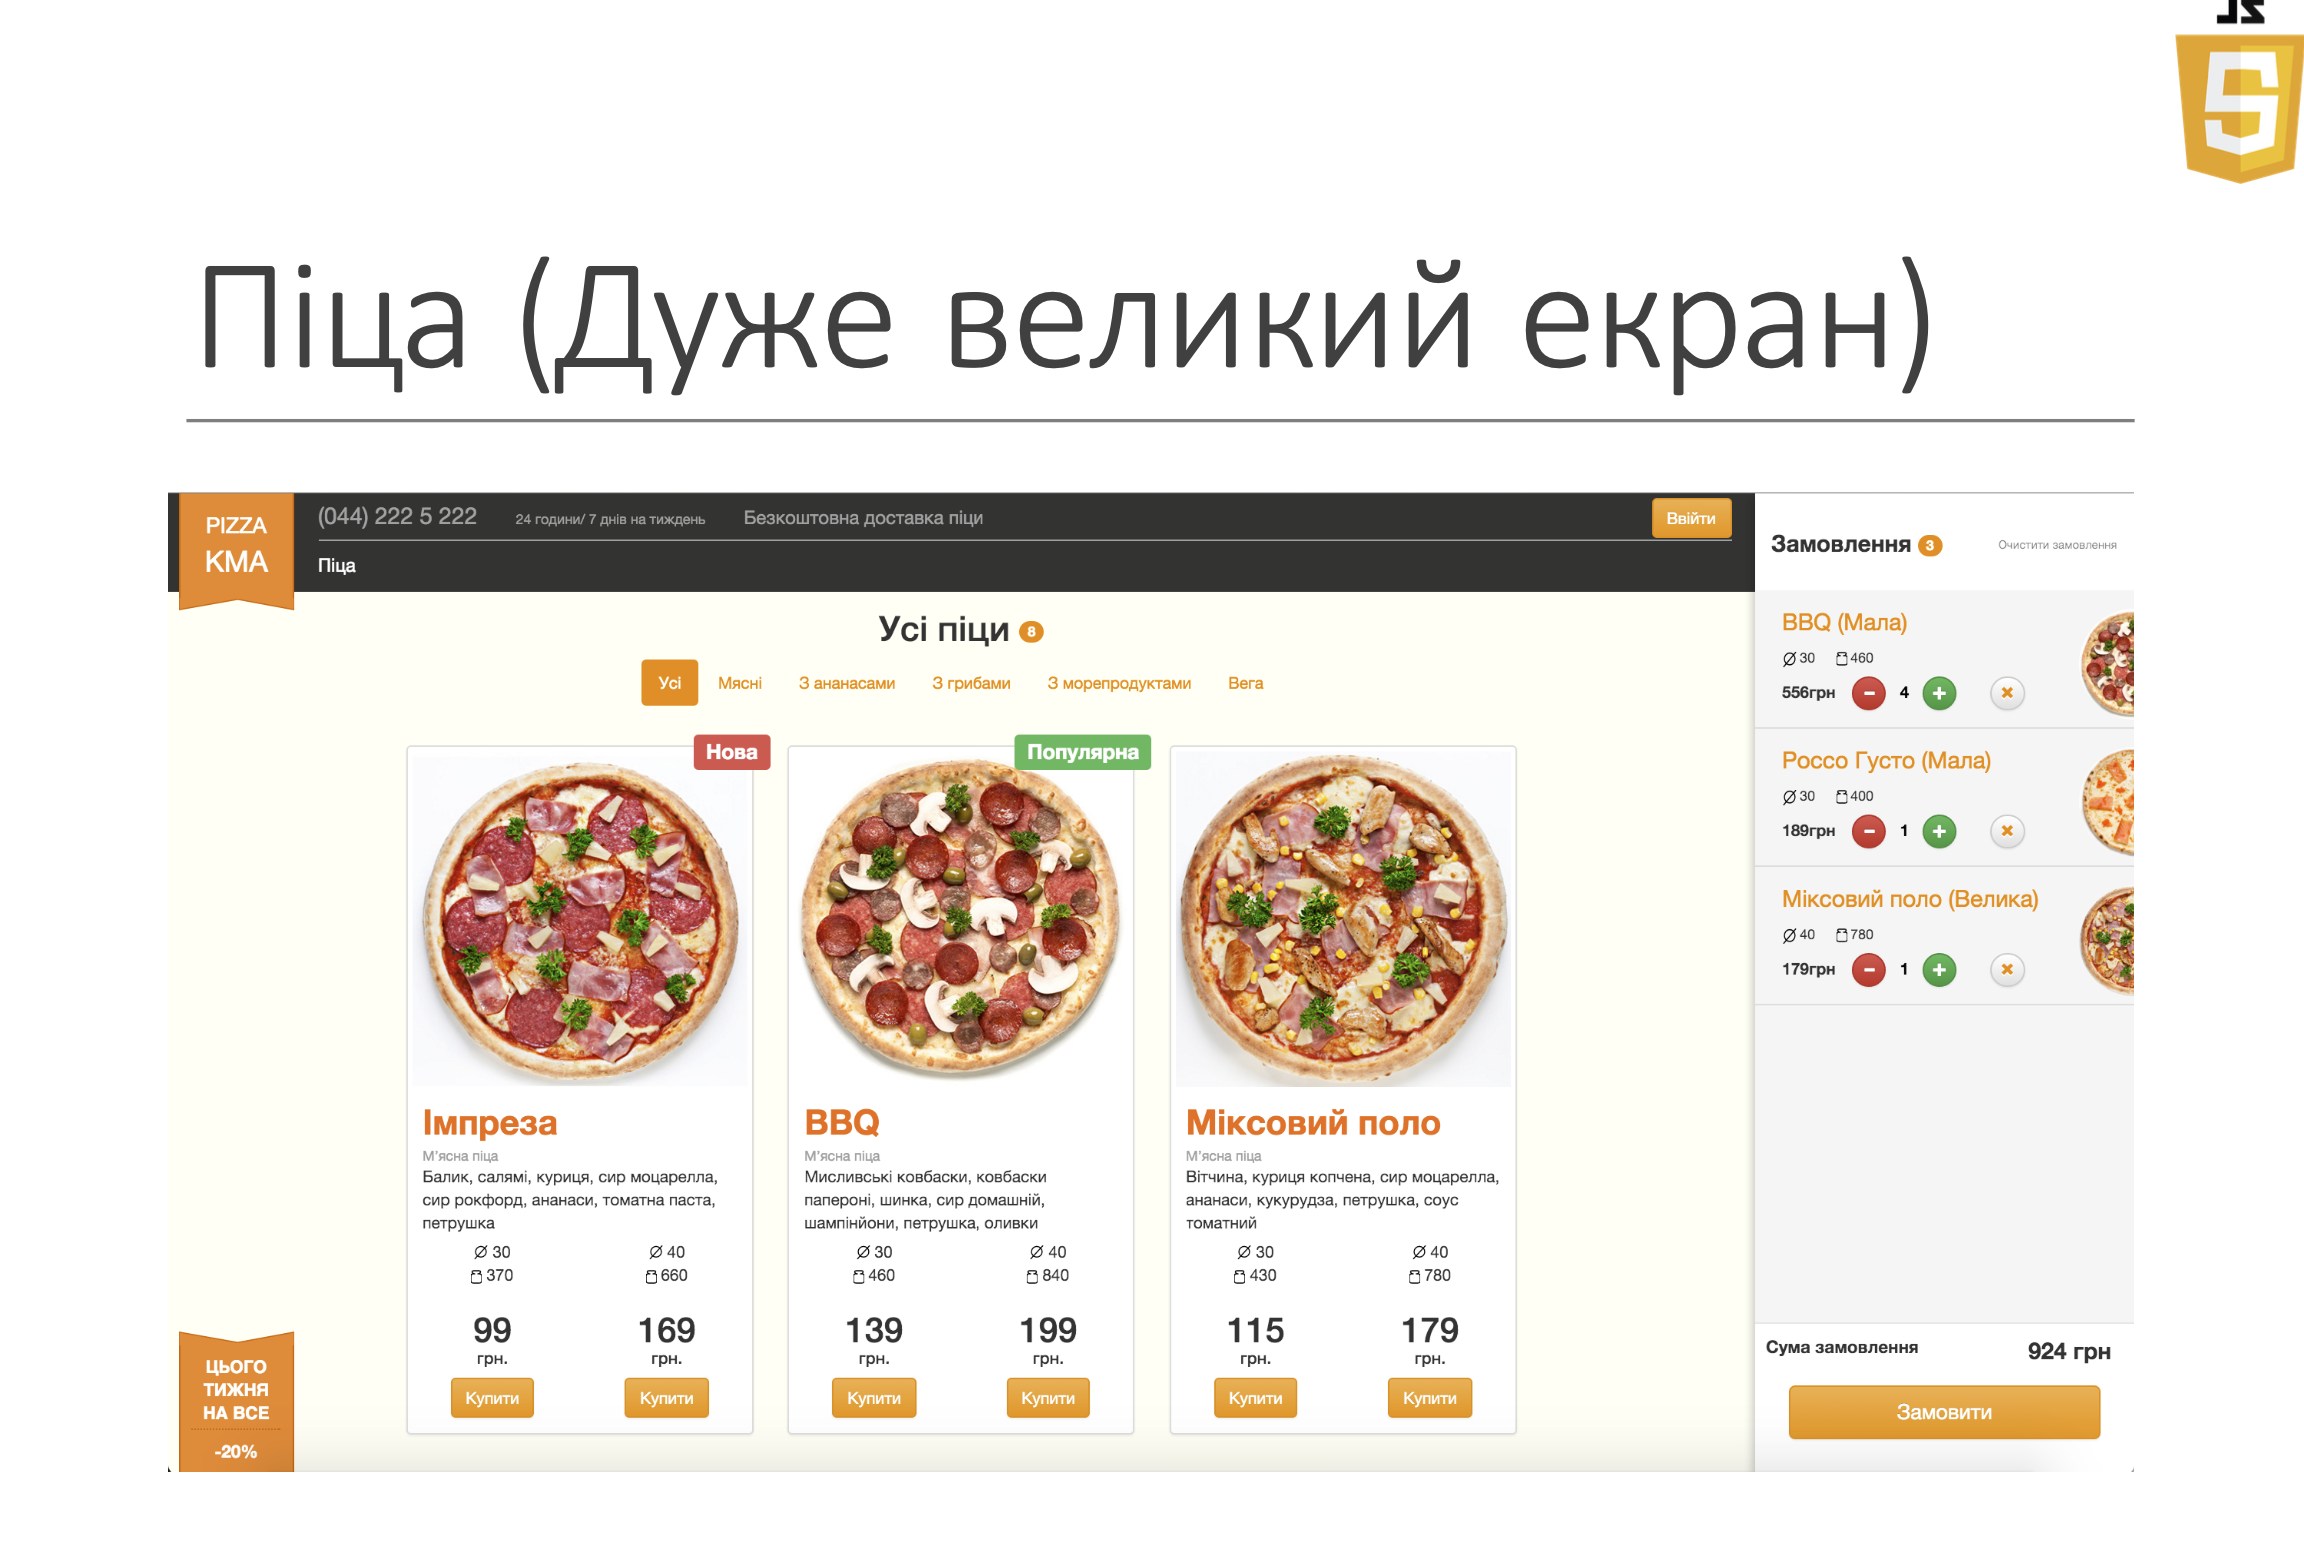 JS
Піца (Дуже великий екран)
PIZZA
KMA
(044) 222 5 222
24 години/ 7 днів на тиждень
Безкоштовна доставка піци
Ввійти
Піца
Усі піци 8
Усі
Мясні
З ананасами
З грибами
З морепродуктами
Вега
Нова
Імпреза
М'ясна піца
Балик, салямі, куриця, сир моцарелла,
сир рокфорд, ананаси, томатна паста,
петрушка
30
40
370
660
99
169
грн.
грн.
Купити
Купити
Популярна
BBQ
М'ясна піца
Мисливські ковбаски, ковбаски
папероні, шинка, сир домашній,
шампінйони, петрушка, оливки
30
40
460
840
139
199
грн.
грн.
Купити
Купити
Міксовий поло
М'ясна піца
Вітчина, куриця копчена, сир моцарелла,
ананаси, кукурудза, петрушка, соус
томатний
30
40
430
780
115
179
грн.
грн.
Купити
Купити
ЦЬОГО
ТИЖНЯ
НА ВСЕ
-20%
Замовлення 3
Очистити замовлення
BBQ (Мала)
30 460
556грн 4
Россо Густо (Мала)
30 400
189грн 1
Міксовий поло (Велика)
40 780
179грн 1
Сума замовлення 924 грн
Замовити